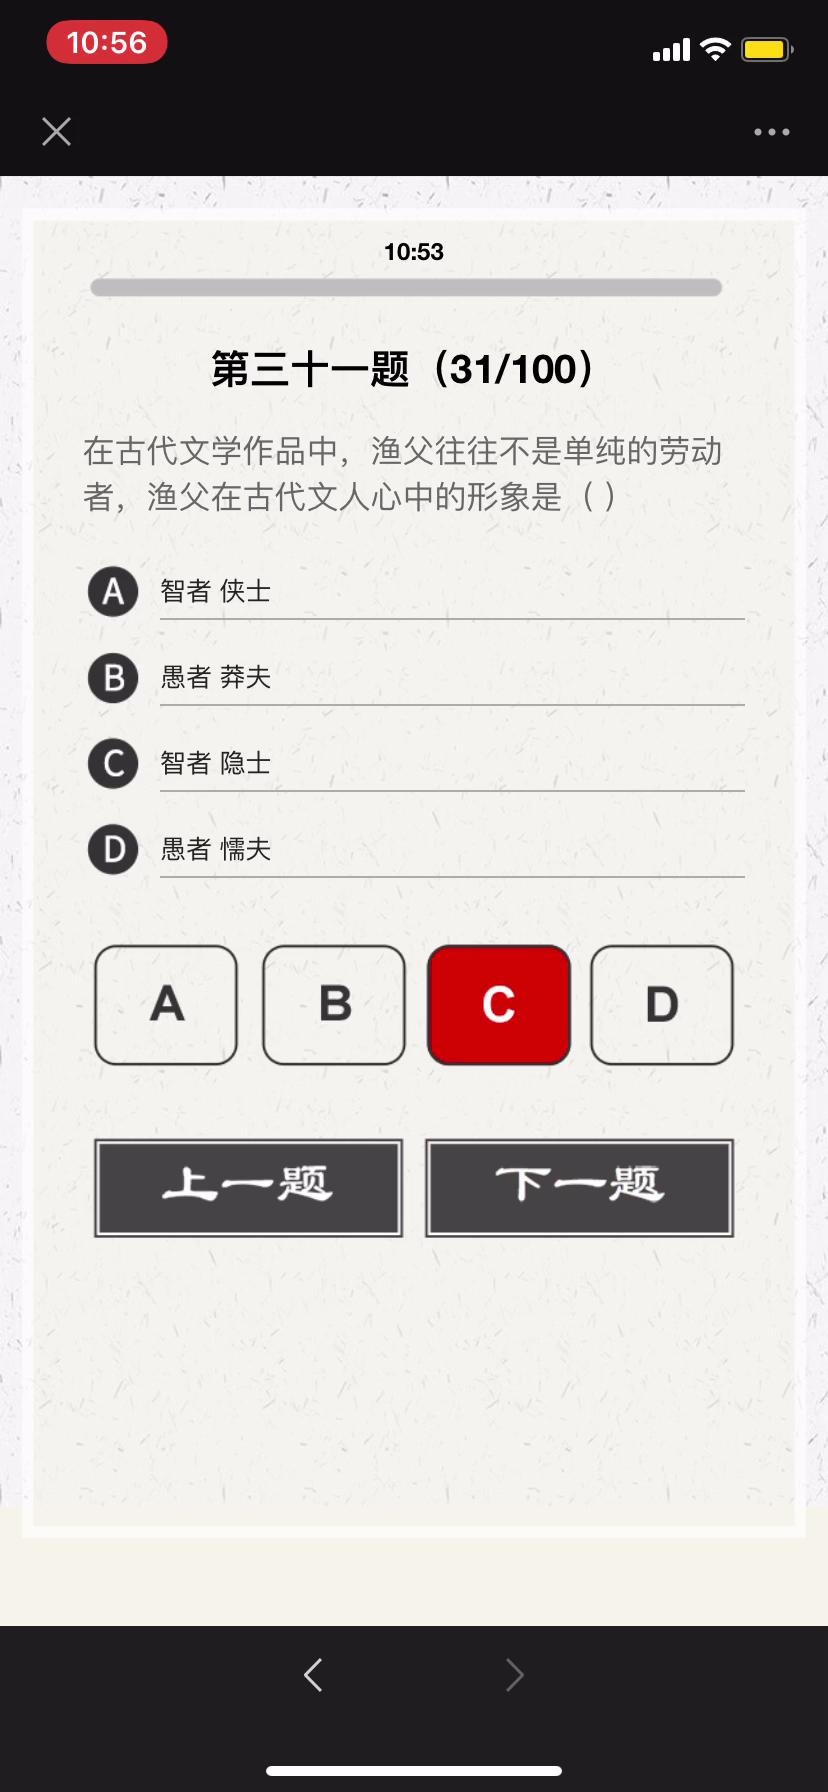 10:56
10:53
第三十一题（31/100）
在古代文学作品中，渔父往往不是单纯的劳动
者，渔父在古代文人心中的形象是（ ）
A 智者 侠士
B 愚者 莽夫
C 智者 隐士
D 愚者 懦夫
A B C D
上一题 下一题